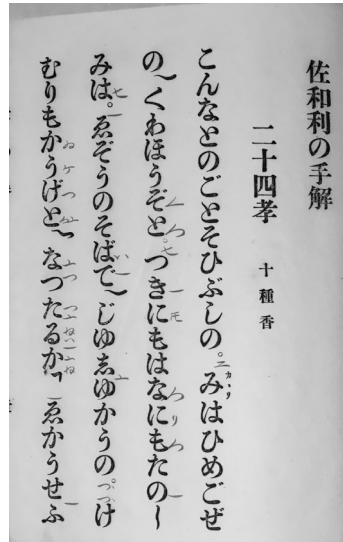 佐和利の手解
二十四孝 十種香
こんなとのごとそひぶしの。みはひめごぜ
の〽くわほうぞと。つきにもはなにもたの〳〵
みは。ゑぞうのそばで〽じゆゑゆかうの。け
むりもかうげと〽なつたるか〽ゑかうせふ